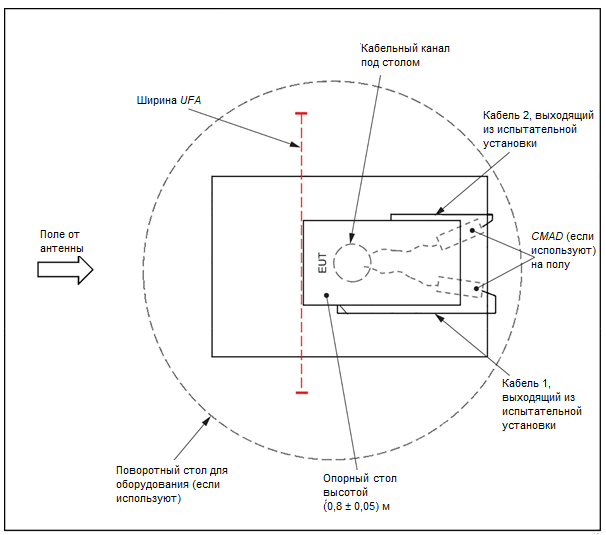 Кабельный канал
под столом
Ширина UFA
Кабель 2, выходящий
из испытательной
установки
Поле от
антенны
CMAD (если
используют)
на полу
EUT
Кабель 1,
выходящий из
испытательной
установки
Поворотный стол для
оборудования (если
используют)
Опорный стол
высотой
(0,8 ± 0,05) м